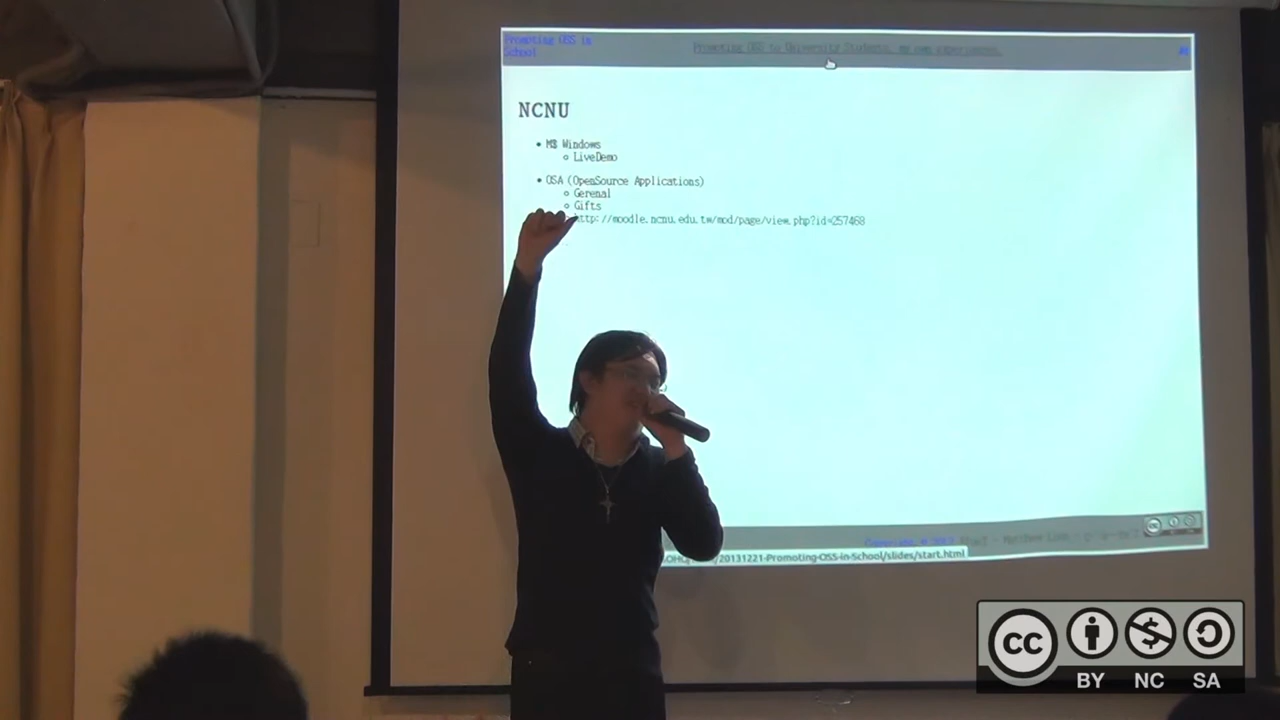 Promoting OSS in
School
Promoting OSS to University Students, my own experiences.
NCNU
• M$ Windows
LiveDemo
• OSA (OpenSource Applications)
Gerenal
Gifts
http://moodle.ncnu.edu.tw/mod/page/view.php?id=257468
/20131221-Promoting-OSS-in-School/slides/start.html
CC
BY NC SA